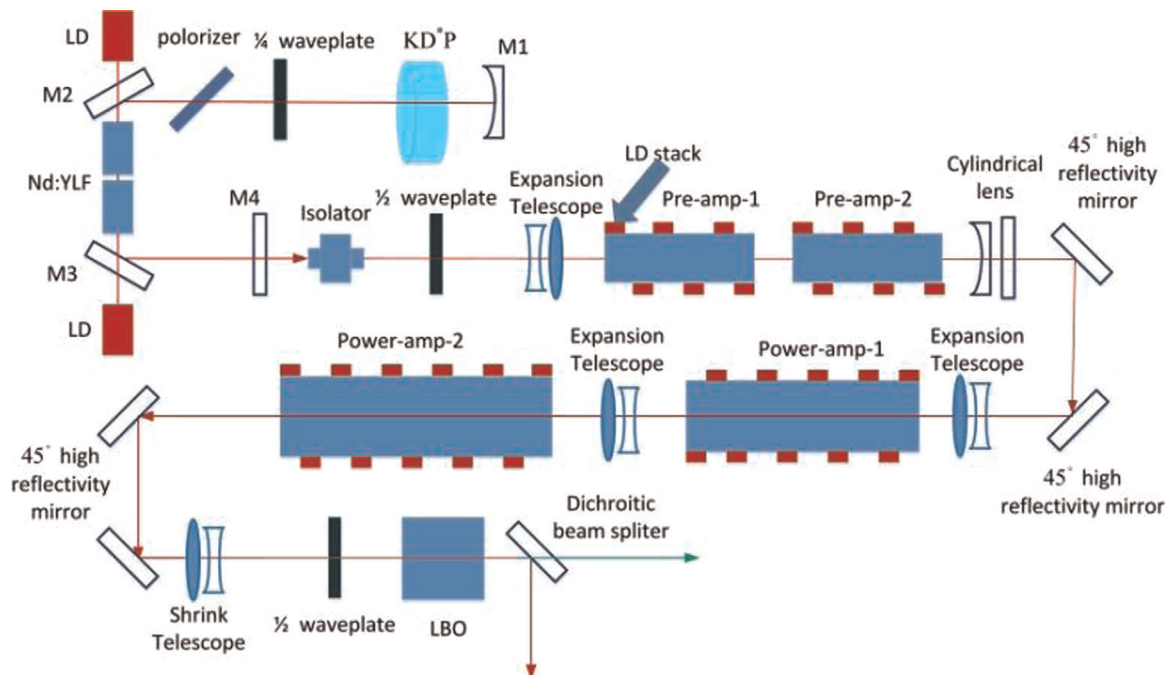 LD
polorizer
¼ waveplate
KD*P
M1
M2
Nd:YLF
M3
LD
M4
Isolator
½ waveplate
Expansion
Telescope
LD stack
Pre-amp-1
Pre-amp-2
Cylindrical
lens
45° high
reflectivity
mirror
Power-amp-2
Expansion
Telescope
Power-amp-1
Expansion
Telescope
45° high
reflectivity
mirror
45° high
reflectivity mirror
Shrink
Telescope
½ waveplate
LBO
Dichroitic
beam spliter